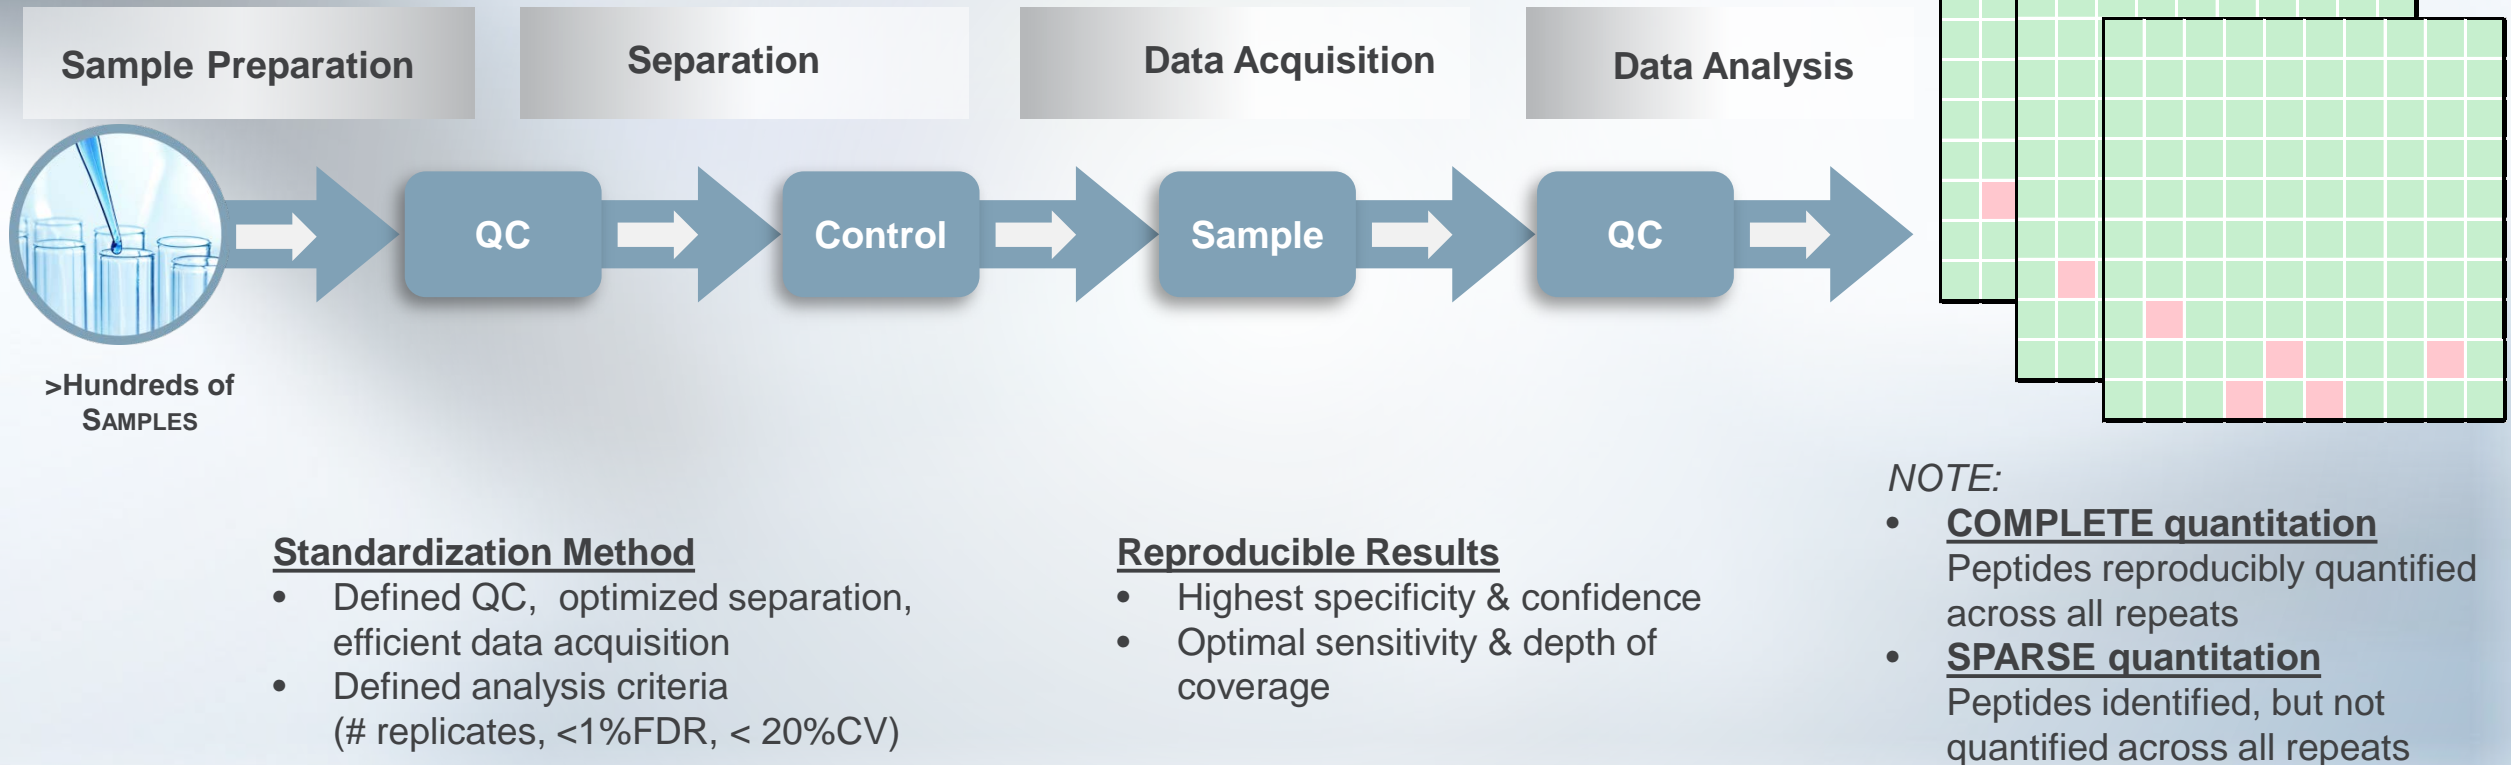 Sample Preparation
Separation
Data Acquisition
Data Analysis
QC
Control
Sample
QC
>Hundreds of
SAMPLES
Standardization Method
• Defined QC, optimized separation,
efficient data acquisition
• Defined analysis criteria
(# replicates, <1%FDR, < 20%CV)
Reproducible Results
• Highest specificity & confidence
• Optimal sensitivity & depth of
coverage
NOTE:
• COMPLETE quantitation
Peptides reproducibly quantified
across all repeats
• SPARSE quantitation
Peptides identified, but not
quantified across all repeats